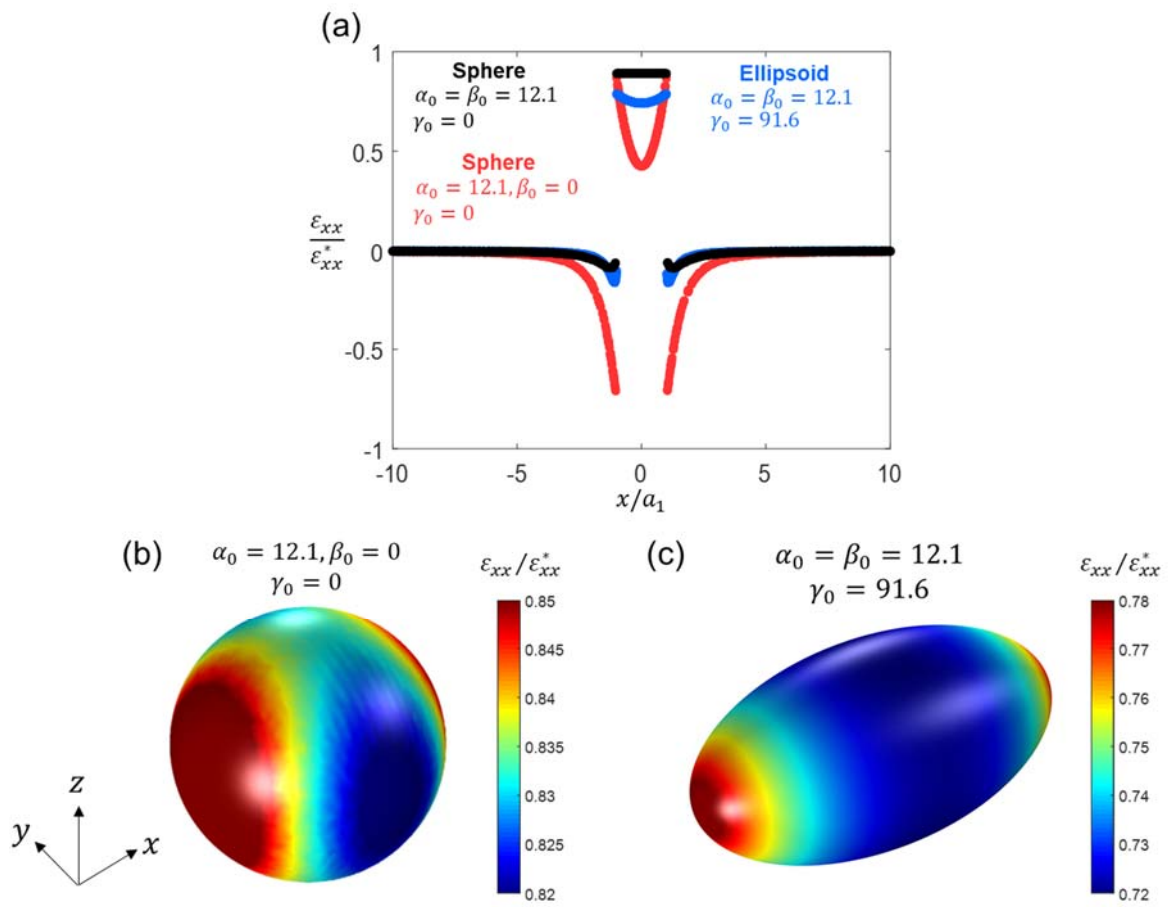 (a)
1
0.5
0
-0.5
-1
ε_xx / ε*_xx
Sphere
α₀ = β₀ = 12.1
γ₀ = 0
Ellipsoid
α₀ = β₀ = 12.1
γ₀ = 91.6
Sphere
α₀ = 12.1, β₀ = 0
γ₀ = 0
-10 -5 0 5 10
x/a₁
(b)
α₀ = 12.1, β₀ = 0
γ₀ = 0
ε_xx/ε*_xx
0.85
0.845
0.84
0.835
0.83
0.825
0.82
z
y
x
(c)
α₀ = β₀ = 12.1
γ₀ = 91.6
ε_xx/ε*_xx
0.78
0.77
0.76
0.75
0.74
0.73
0.72